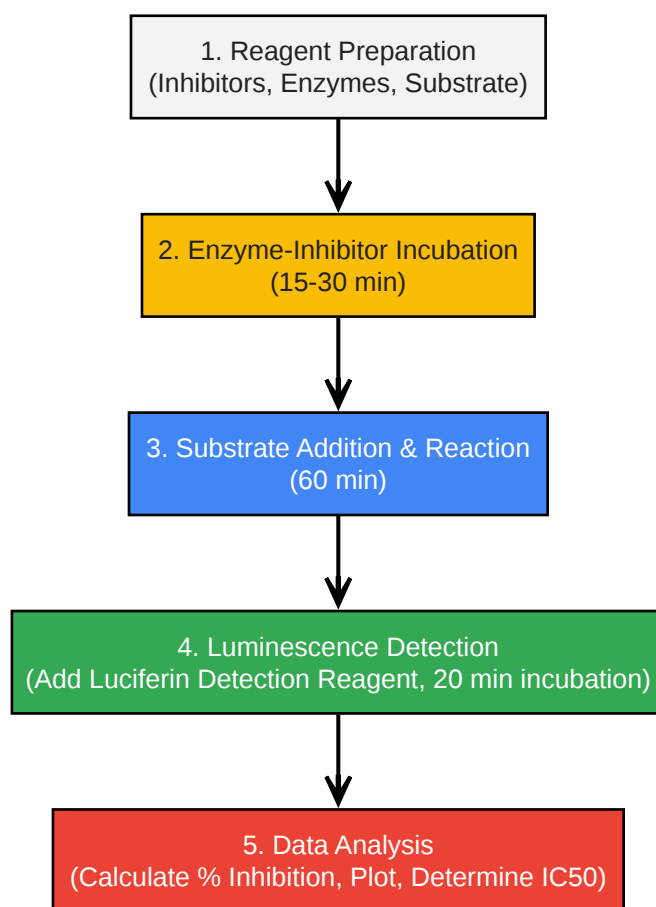 1. Reagent Preparation
(Inhibitors, Enzymes, Substrate)
2. Enzyme-Inhibitor Incubation
(15-30 min)
3. Substrate Addition & Reaction
(60 min)
4. Luminescence Detection
(Add Luciferin Detection Reagent, 20 min incubation)
5. Data Analysis
(Calculate % Inhibition, Plot, Determine IC50)